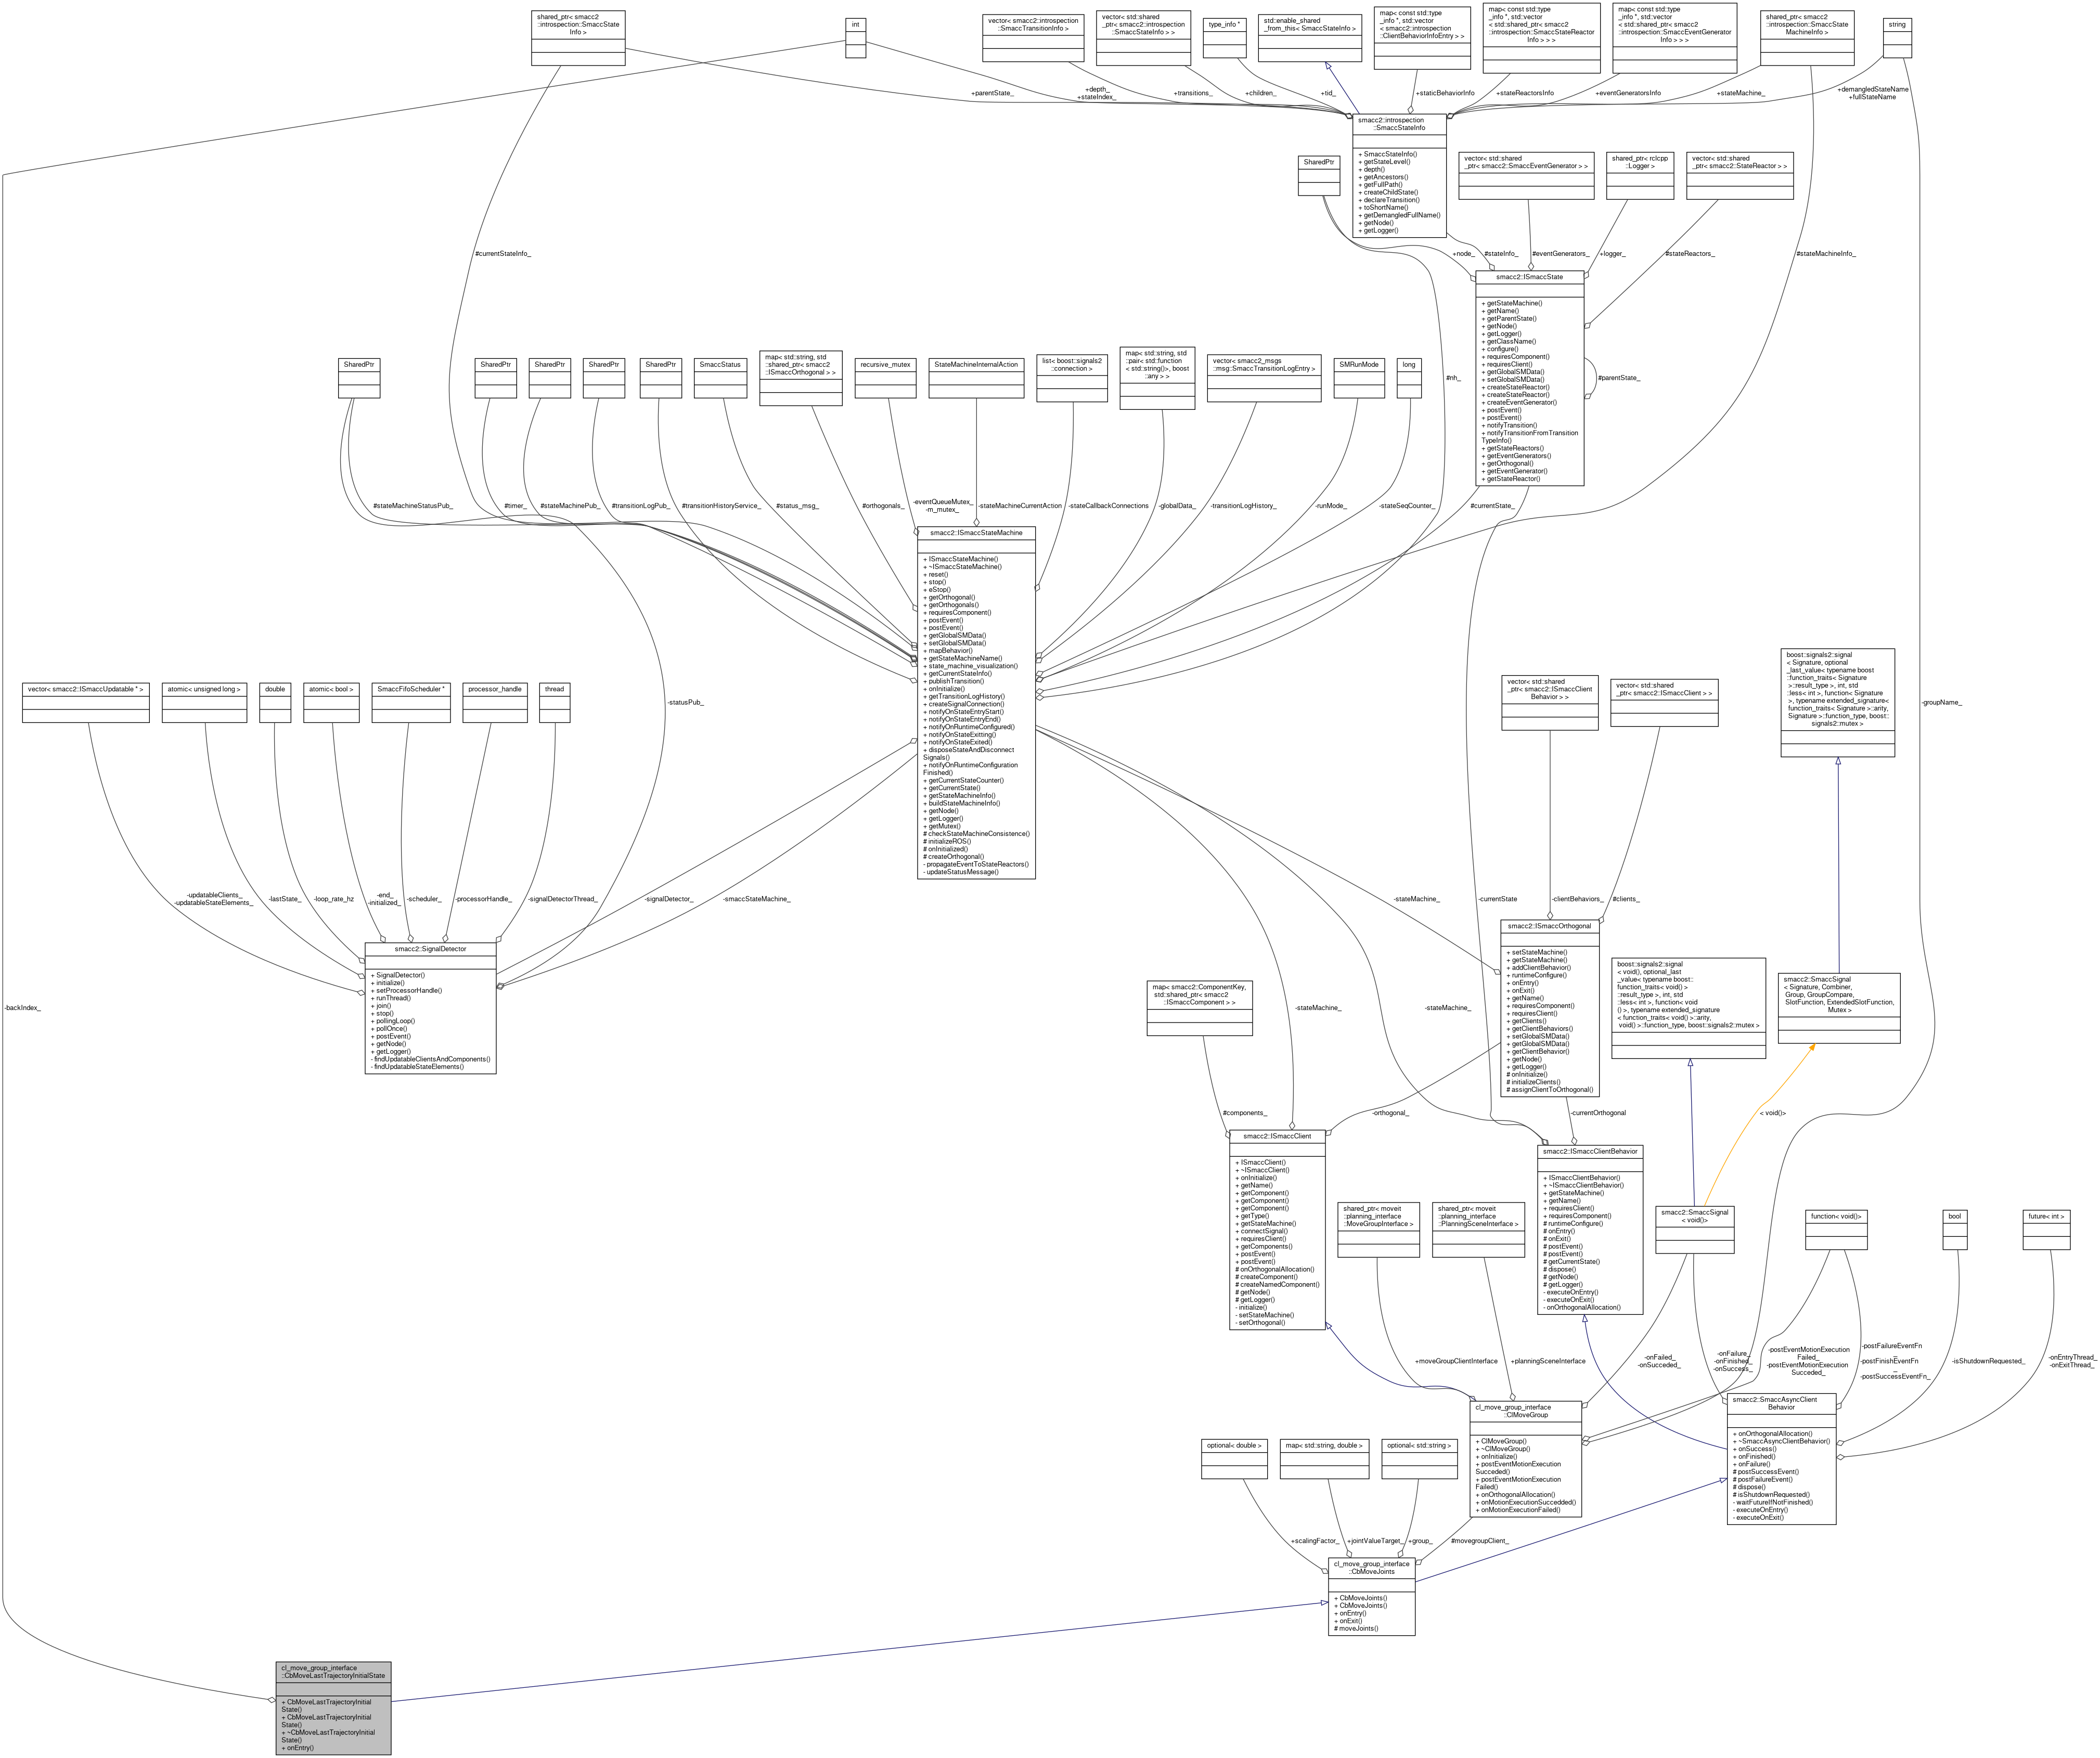 shared_ptr< smacc2
::introspection::SmaccState
Info >
int
vector< smacc2::introspection
::SmaccTransitionInfo >
vector< std::shared
_ptr< smacc2::introspection
::SmaccStateInfo > >
type_info *
std::enable_shared
_from_this< SmaccStateInfo >
map< const std::type
_info *, std::vector
< smacc2::introspection
::ClientBehaviorInfoEntry > >
map< const std::type
_info *, std::vector
< std::shared_ptr< smacc2
::introspection::SmaccStateReactor
Info > > >
map< const std::type
_info *, std::vector
< std::shared_ptr< smacc2
::introspection::SmaccEventGenerator
Info > > >
shared_ptr< smacc2
::introspection::SmaccState
MachineInfo >
string
+parentState_
+depth_
+stateIndex_
+transitions_
+children_
+tid_
+staticBehaviorInfo
+stateReactorsInfo
+eventGeneratorsInfo
+stateMachine_
+demangledStateName
+fullStateName
smacc2::introspection
::SmaccStateInfo
+ SmaccStateInfo()
+ getStateLevel()
+ depth()
+ getAncestors()
+ getFullPath()
+ createChildState()
+ declareTransition()
+ toShortName()
+ getDemangledFullName()
+ getNode()
+ getLogger()
SharedPtr
vector< std::shared
_ptr< smacc2::SmaccEventGenerator > >
shared_ptr< rclcpp
::Logger >
vector< std::shared
_ptr< smacc2::StateReactor > >
#currentStateInfo_
+node_
#stateInfo_
#eventGenerators_
+logger_
#stateReactors_
#stateMachineInfo_
smacc2::ISmaccState
+ getStateMachine()
+ getName()
+ getParentState()
+ getNode()
+ getLogger()
+ getClassName()
+ configure()
+ requiresComponent()
+ requiresClient()
+ getGlobalSMData()
+ setGlobalSMData()
+ createStateReactor()
+ createStateReactor()
+ createEventGenerator()
+ postEvent()
+ postEvent()
+ notifyTransition()
+ notifyTransitionFromTransition
TypeInfo()
+ getStateReactors()
+ getEventGenerators()
+ getOrthogonal()
+ getEventGenerator()
+ getStateReactor()
#parentState_
#nh_
SharedPtr
SharedPtr
SharedPtr
SharedPtr
SharedPtr
SmaccStatus
map< std::string, std
::shared_ptr< smacc2
::ISmaccOrthogonal > >
recursive_mutex
StateMachineInternalAction
list< boost::signals2
::connection >
map< std::string, std
::pair< std::function
< std::string()>, boost
::any > >
vector< smacc2_msgs
::msg::SmaccTransitionLogEntry >
SMRunMode
long
#stateMachineStatusPub_
#timer_
#stateMachinePub_
#transitionLogPub_
#transitionHistoryService_
#status_msg_
#orthogonals_
-eventQueueMutex_
-m_mutex_
-stateMachineCurrentAction
-stateCallbackConnections
-globalData_
-transitionLogHistory_
-runMode_
-stateSeqCounter_
#currentState_
smacc2::ISmaccStateMachine
+ ISmaccStateMachine()
+ ~ISmaccStateMachine()
+ reset()
+ stop()
+ eStop()
+ getOrthogonal()
+ getOrthogonals()
+ requiresComponent()
+ postEvent()
+ postEvent()
+ getGlobalSMData()
+ setGlobalSMData()
+ mapBehavior()
+ getStateMachineName()
+ state_machine_visualization()
+ getCurrentStateInfo()
+ publishTransition()
+ onInitialize()
+ getTransitionLogHistory()
+ createSignalConnection()
+ notifyOnStateEntryStart()
+ notifyOnStateEntryEnd()
+ notifyOnRuntimeConfigured()
+ notifyOnStateExitting()
+ notifyOnStateExited()
+ disposeStateAndDisconnect
Signals()
+ notifyOnRuntimeConfiguration
Finished()
+ getCurrentStateCounter()
+ getCurrentState()
+ getStateMachineInfo()
+ buildStateMachineInfo()
+ getNode()
+ getLogger()
+ getMutex()
# checkStateMachineConsistence()
# initializeROS()
# onInitialized()
# createOrthogonal()
- propagateEventToStateReactors()
- updateStatusMessage()
vector< smacc2::ISmaccUpdatable * >
atomic< unsigned long >
double
atomic< bool >
SmaccFifoScheduler *
processor_handle
thread
-statusPub_
-updatableClients_
-updatableStateElements_
-lastState_
-loop_rate_hz
-end_
-initialized_
-scheduler_
-processorHandle_
-signalDetectorThread_
-signalDetector_
-smaccStateMachine_
smacc2::SignalDetector
+ SignalDetector()
+ initialize()
+ setProcessorHandle()
+ runThread()
+ join()
+ stop()
+ pollingLoop()
+ pollOnce()
+ postEvent()
+ getNode()
+ getLogger()
- findUpdatableClientsAndComponents()
- findUpdatableStateElements()
vector< std::shared
_ptr< smacc2::ISmaccClient
Behavior > >
vector< std::shared
_ptr< smacc2::ISmaccClient > >
boost::signals2::signal
< Signature, optional
_last_value< typename boost
::function_traits< Signature
>::result_type >, int, std
::less< int >, function< Signature
>, typename extended_signature<
function_traits< Signature >::arity,
Signature >::function_type, boost::
signals2::mutex >
-groupName_
-stateMachine_
-currentState
-clientBehaviors_
#clients_
smacc2::ISmaccOrthogonal
+ setStateMachine()
+ getStateMachine()
+ addClientBehavior()
+ runtimeConfigure()
+ onEntry()
+ onExit()
+ getName()
+ requiresComponent()
+ requiresClient()
+ getClients()
+ getClientBehaviors()
+ setGlobalSMData()
+ getGlobalSMData()
+ getClientBehavior()
+ getNode()
+ getLogger()
# onInitialize()
# initializeClients()
# assignClientToOrthogonal()
boost::signals2::signal
< void(), optional_last
_value< typename boost::
function_traits< void() >
::result_type >, int, std
::less< int >, function< void
() >, typename extended_signature
< function_traits< void() >::arity,
void() >::function_type, boost::signals2::mutex >
smacc2::SmaccSignal
< Signature, Combiner,
Group, GroupCompare,
SlotFunction, ExtendedSlotFunction,
Mutex >
map< smacc2::ComponentKey,
std::shared_ptr< smacc2
::ISmaccComponent > >
-backIndex_
-stateMachine_
-stateMachine_
#components_
-orthogonal_
-currentOrthogonal
< void()>
smacc2::ISmaccClient
+ ISmaccClient()
+ ~ISmaccClient()
+ onInitialize()
+ getName()
+ getComponent()
+ getComponent()
+ getComponent()
+ getType()
+ getStateMachine()
+ connectSignal()
+ requiresClient()
+ getComponents()
+ postEvent()
+ postEvent()
# onOrthogonalAllocation()
# createComponent()
# createNamedComponent()
# getNode()
# getLogger()
- initialize()
- setStateMachine()
- setOrthogonal()
smacc2::ISmaccClientBehavior
+ ISmaccClientBehavior()
+ ~ISmaccClientBehavior()
+ getStateMachine()
+ getName()
+ requiresClient()
+ requiresComponent()
# runtimeConfigure()
# onEntry()
# onExit()
# postEvent()
# postEvent()
# getCurrentState()
# dispose()
# getNode()
# getLogger()
- executeOnEntry()
- executeOnExit()
- onOrthogonalAllocation()
shared_ptr< moveit
::planning_interface
::MoveGroupInterface >
shared_ptr< moveit
::planning_interface
::PlanningSceneInterface >
smacc2::SmaccSignal
< void()>
function< void()>
bool
future< int >
+moveGroupClientInterface
+planningSceneInterface
-onFailed_
-onSucceded_
-onFailure_
-onFinished_
-onSuccess_
-postEventMotionExecution
Failed_
-postEventMotionExecution
Succeded_
-postFailureEventFn
_
-postFinishEventFn
_
-postSuccessEventFn_
-isShutdownRequested_
-onEntryThread_
-onExitThread_
cl_move_group_interface
::ClMoveGroup
+ ClMoveGroup()
+ ~ClMoveGroup()
+ onInitialize()
+ postEventMotionExecution
Succeded()
+ postEventMotionExecution
Failed()
+ onOrthogonalAllocation()
+ onMotionExecutionSuccedded()
+ onMotionExecutionFailed()
smacc2::SmaccAsyncClient
Behavior
+ onOrthogonalAllocation()
+ ~SmaccAsyncClientBehavior()
+ onSuccess()
+ onFinished()
+ onFailure()
# postSuccessEvent()
# postFailureEvent()
# dispose()
# isShutdownRequested()
- waitFutureIfNotFinished()
- executeOnEntry()
- executeOnExit()
optional< double >
map< std::string, double >
optional< std::string >
+scalingFactor_
+jointValueTarget_
+group_
#movegroupClient_
cl_move_group_interface
::CbMoveJoints
+ CbMoveJoints()
+ CbMoveJoints()
+ onEntry()
+ onExit()
# moveJoints()
cl_move_group_interface
::CbMoveLastTrajectoryInitialState
+ CbMoveLastTrajectoryInitial
State()
+ CbMoveLastTrajectoryInitial
State()
+ ~CbMoveLastTrajectoryInitial
State()
+ onEntry()